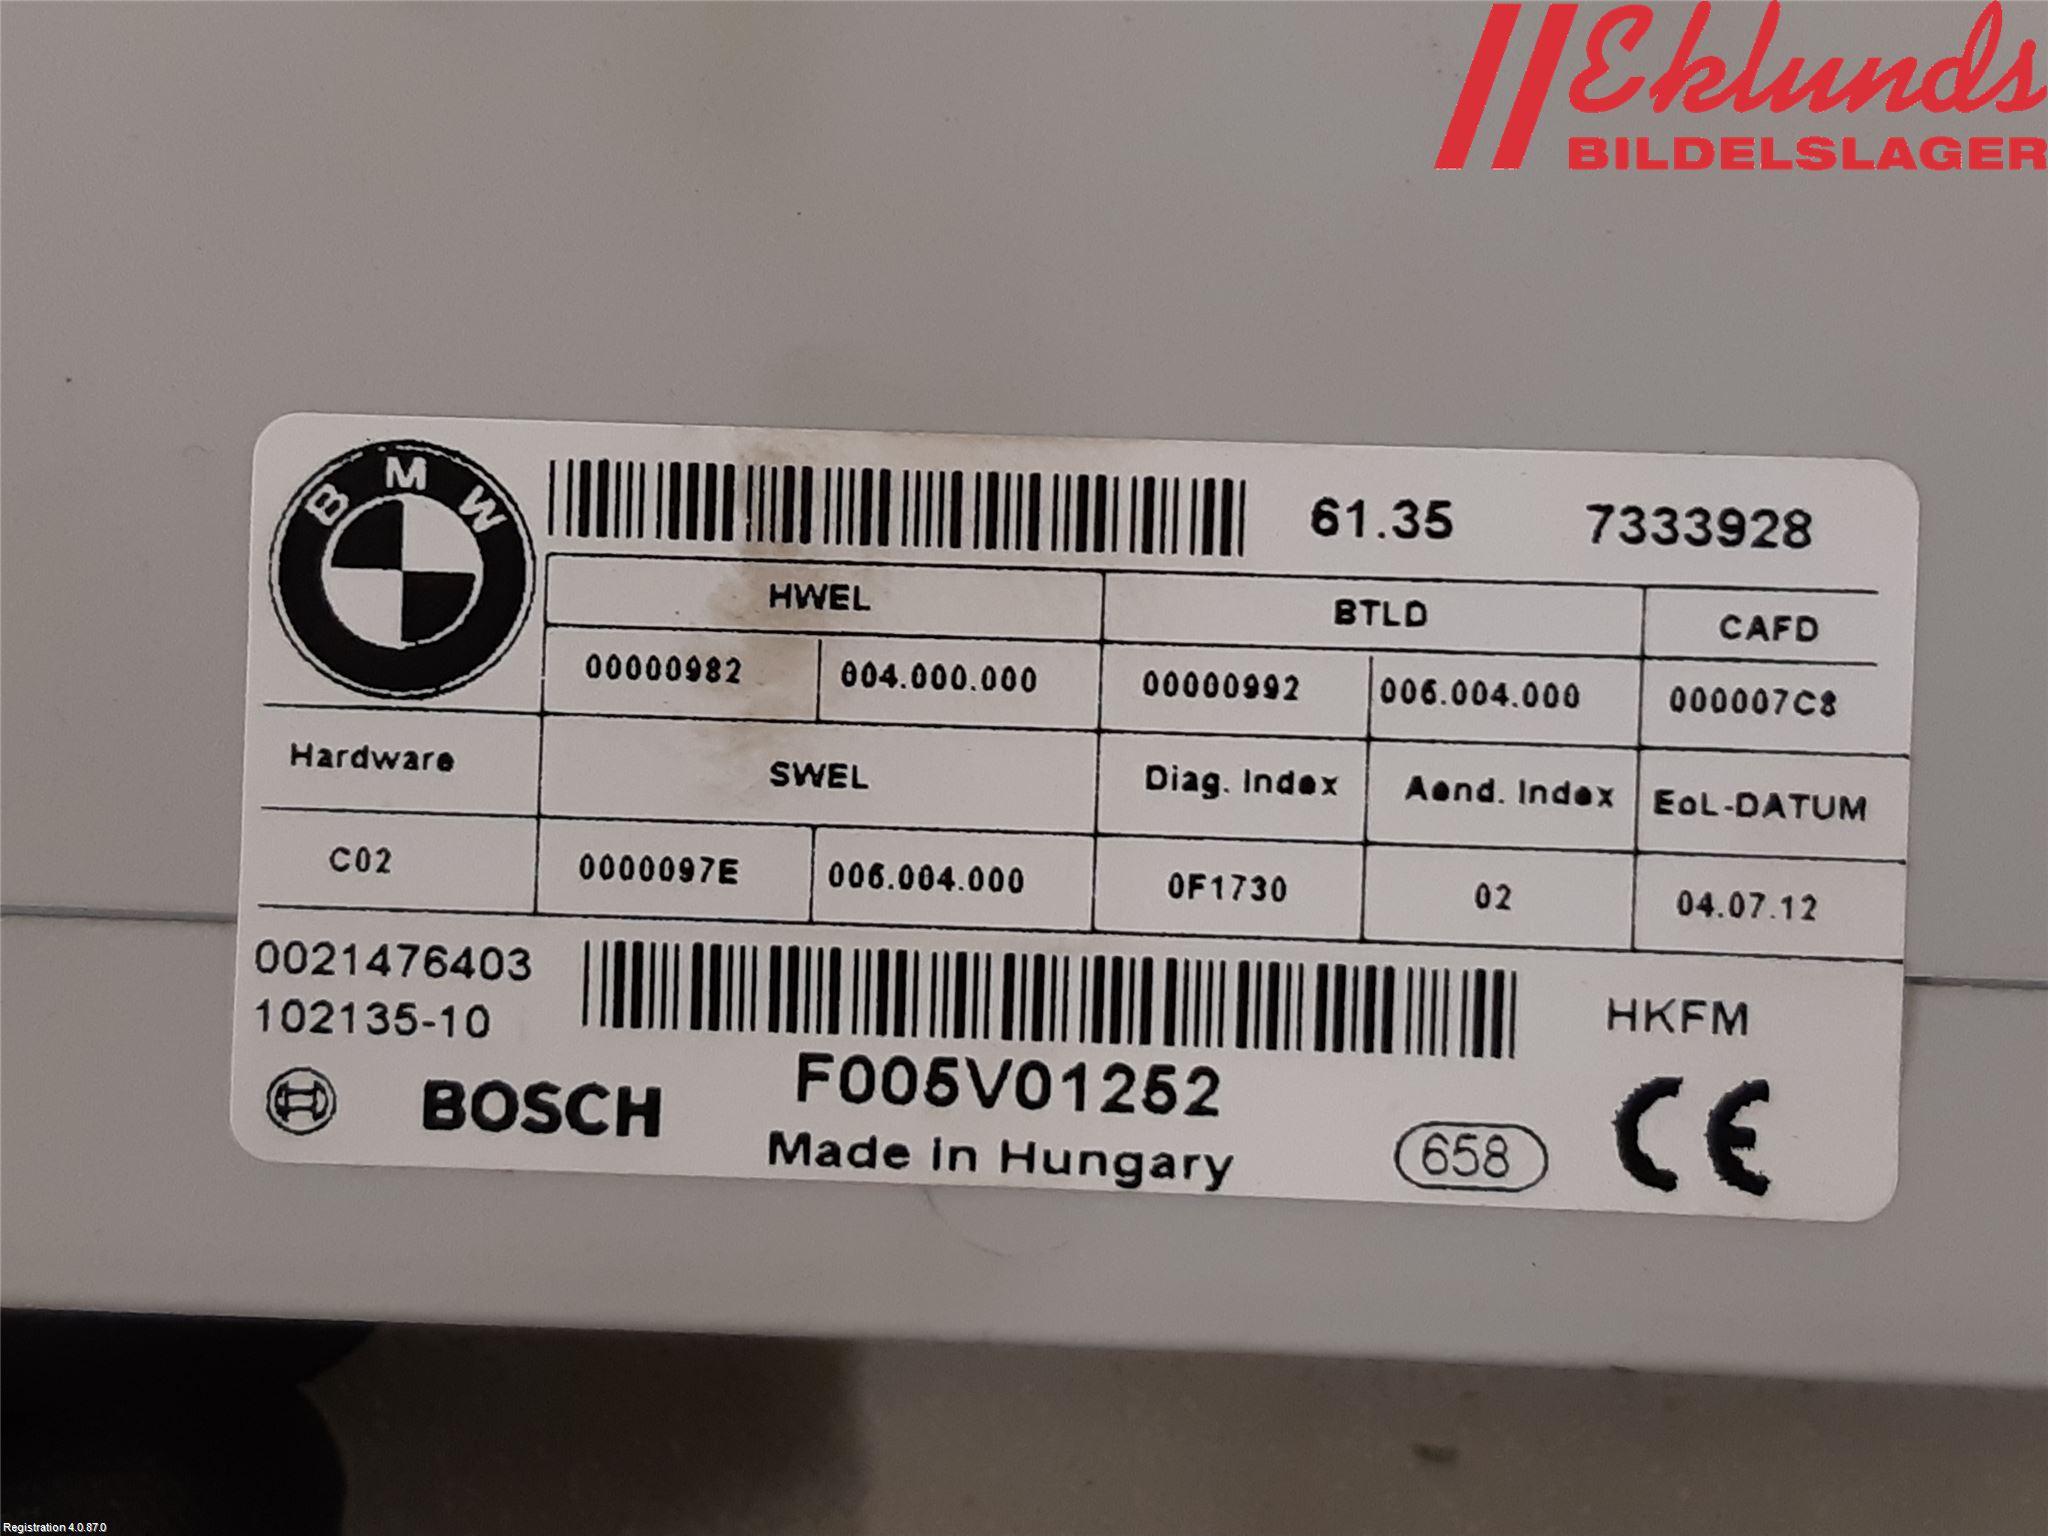 Eklunds
BILDELSLAGER
BMW
61.35 7333928
HWEL BTLD CAFD
00000982 004.000.000 00000992 006.004.000 000007C8
Hardware SWEL Diag. Index Aend. Index EoL-DATUM
C02 0000097E 006.004.000 0F1730 02 04.07.12
0021476403 HKFM
102135-10
BOSCH F005V01252
Made in Hungary 658 CE
Registration 4.0.87.0